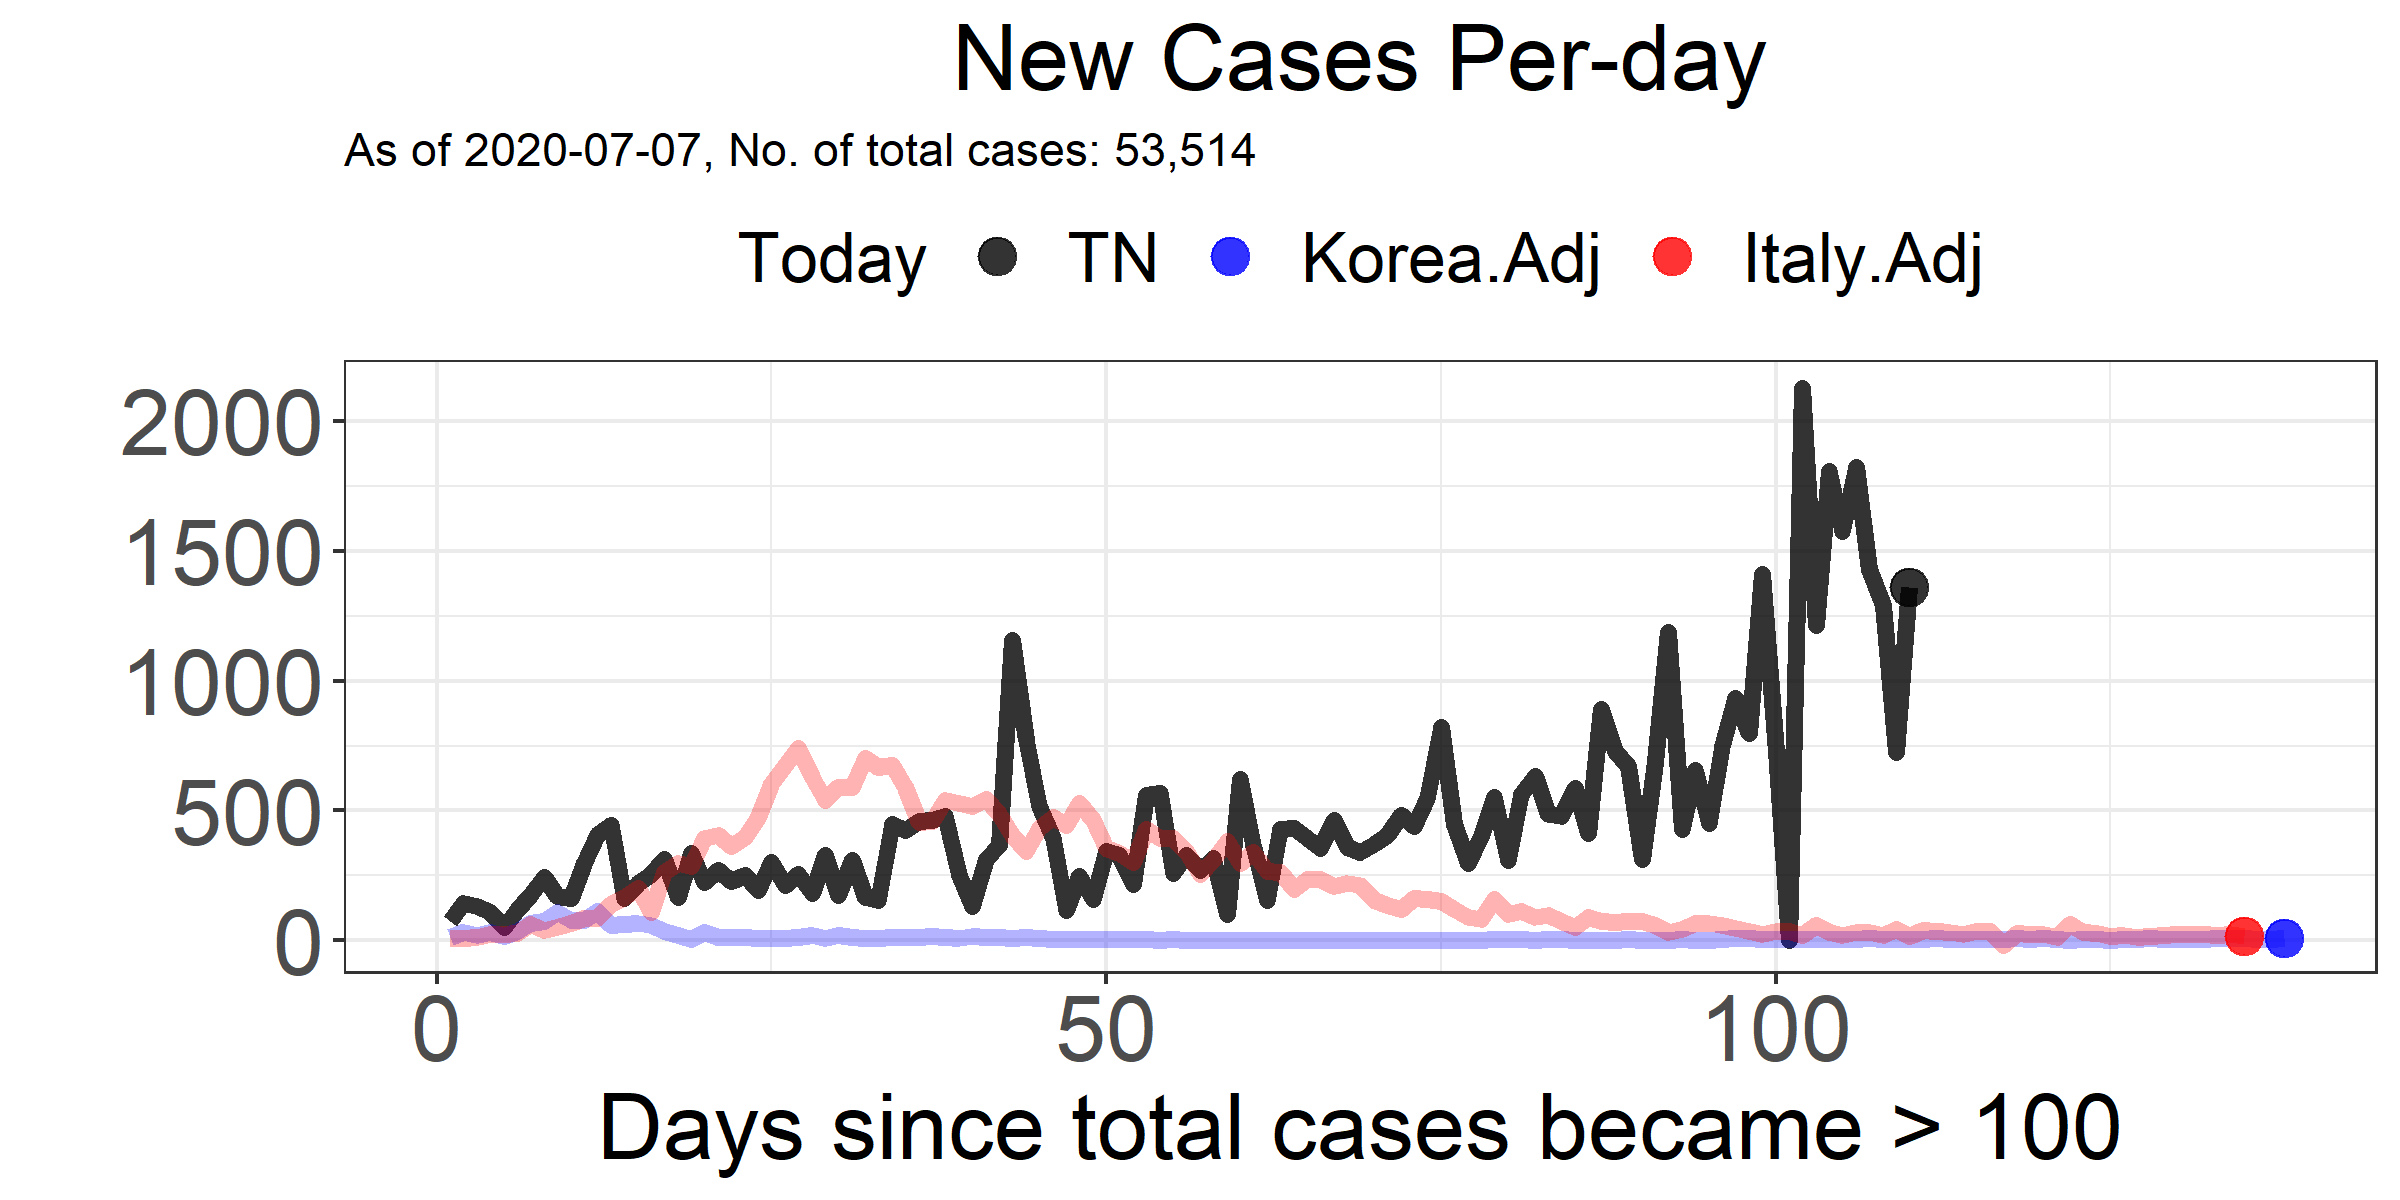 New Cases Per-day
As of 2020-07-07, No. of total cases: 53,514
Today TN Korea.Adj Italy.Adj
2000
1500
1000
500
0
0 50 100
Days since total cases became > 100